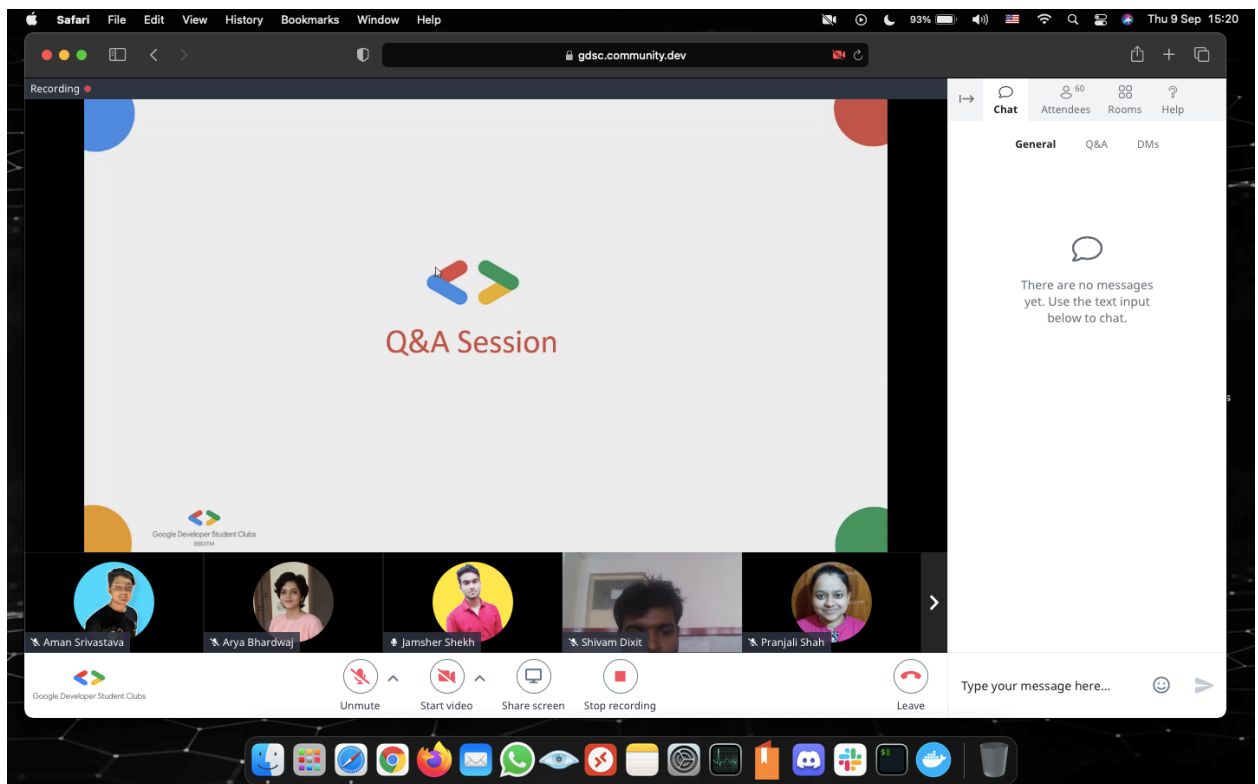 Safari File Edit View History Bookmarks Window Help 93% Thu 9 Sep 15:20
gdsc.community.dev
Recording
Chat
60
Attendees
Rooms
Help
General Q&A DMs
There are no messages
yet. Use the text input
below to chat.
Q&A Session
Google Developer Student Clubs
BBDITM
Aman Srivastava
Arya Bhardwaj
Jamsher Shekh
Shivam Dixit
Pranjali Shah
Google Developer Student Clubs
Unmute
Start video
Share screen
Stop recording
Leave
Type your message here...